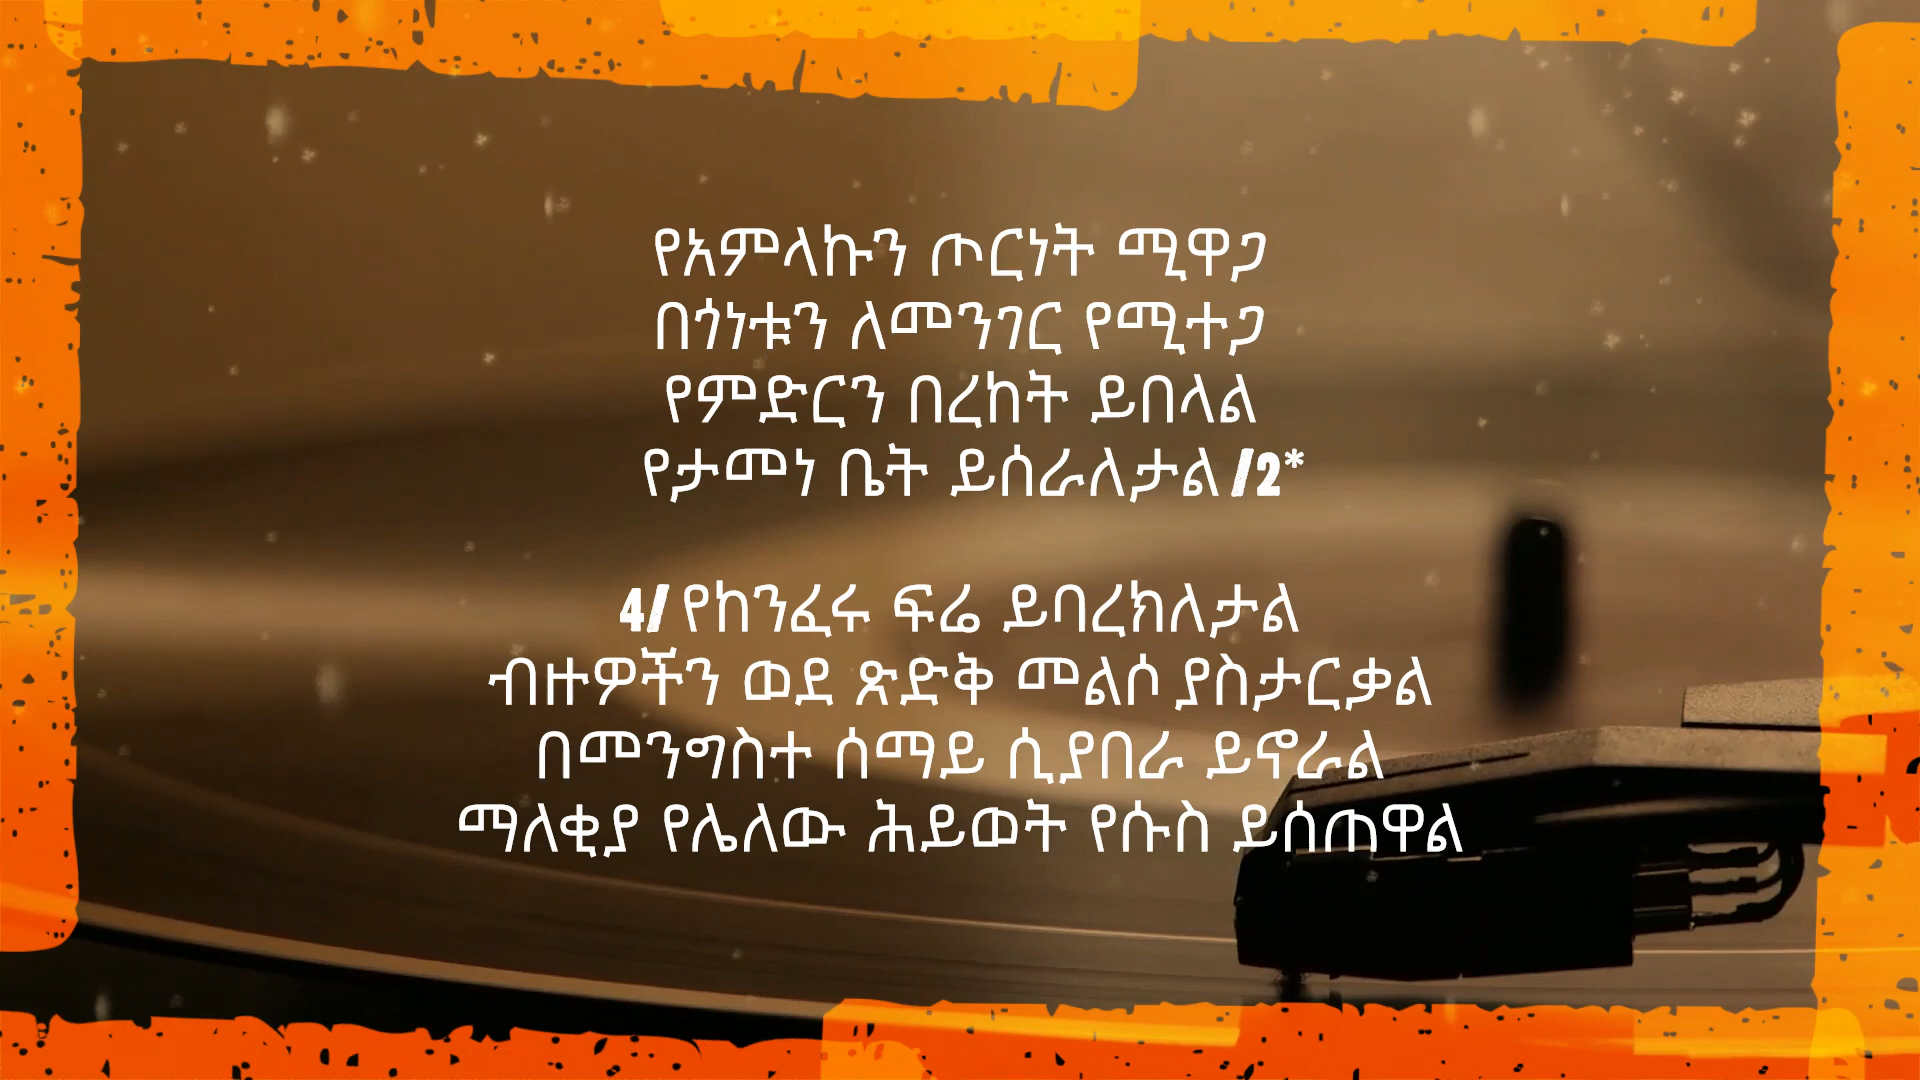 የአምላኩን ጦርነት ሚዋጋ
በጎነቱን ለመንገር የሚተጋ
የምድርን በረከት ይበላል
የታመነ ቤት ይሰራለታል /2*
4/ የከንፈሩ ፍሬ ይባረክለታል
ብዙዎችን ወደ ጽድቅ መልሶ ያስታርቃል
በመንግስተ ሰማይ ሲያበራ ይኖራል
ማለቂያ የሌለው ሕይወት የሱስ ይሰጠዋል